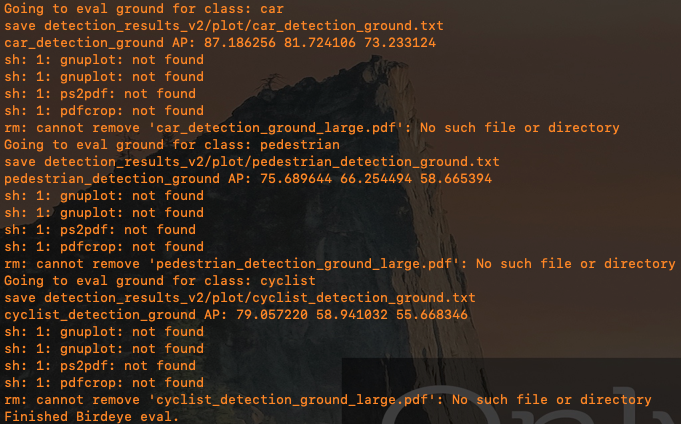 Going to eval ground for class: car
save detection_results_v2/plot/car_detection_ground.txt
car_detection_ground AP: 87.186256 81.724106 73.233124
sh: 1: gnuplot: not found
sh: 1: gnuplot: not found
sh: 1: ps2pdf: not found
sh: 1: pdfcrop: not found
rm: cannot remove 'car_detection_ground_large.pdf': No such file or directory
Going to eval ground for class: pedestrian
save detection_results_v2/plot/pedestrian_detection_ground.txt
pedestrian_detection_ground AP: 75.689644 66.254494 58.665394
sh: 1: gnuplot: not found
sh: 1: gnuplot: not found
sh: 1: ps2pdf: not found
sh: 1: pdfcrop: not found
rm: cannot remove 'pedestrian_detection_ground_large.pdf': No such file or directory
Going to eval ground for class: cyclist
save detection_results_v2/plot/cyclist_detection_ground.txt
cyclist_detection_ground AP: 79.057220 58.941032 55.668346
sh: 1: gnuplot: not found
sh: 1: gnuplot: not found
sh: 1: ps2pdf: not found
sh: 1: pdfcrop: not found
rm: cannot remove 'cyclist_detection_ground_large.pdf': No such file or directory
Finished Birdeye eval.